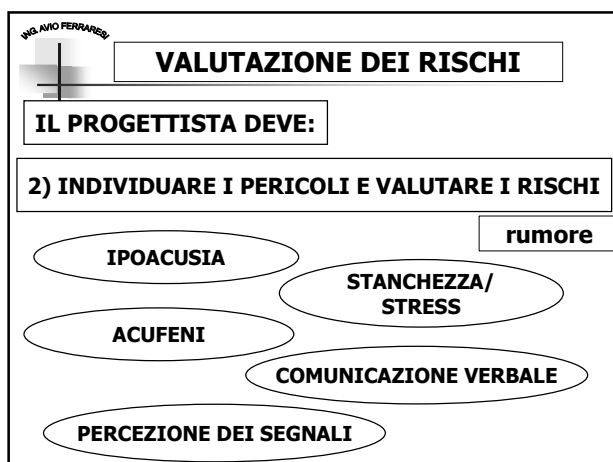 ING. AVIO FERRARESI
VALUTAZIONE DEI RISCHI
IL PROGETTISTA DEVE:
2) INDIVIDUARE I PERICOLI E VALUTARE I RISCHI
rumore
IPOACUSIA
STANCHEZZA/
STRESS
ACUFENI
COMUNICAZIONE VERBALE
PERCEZIONE DEI SEGNALI